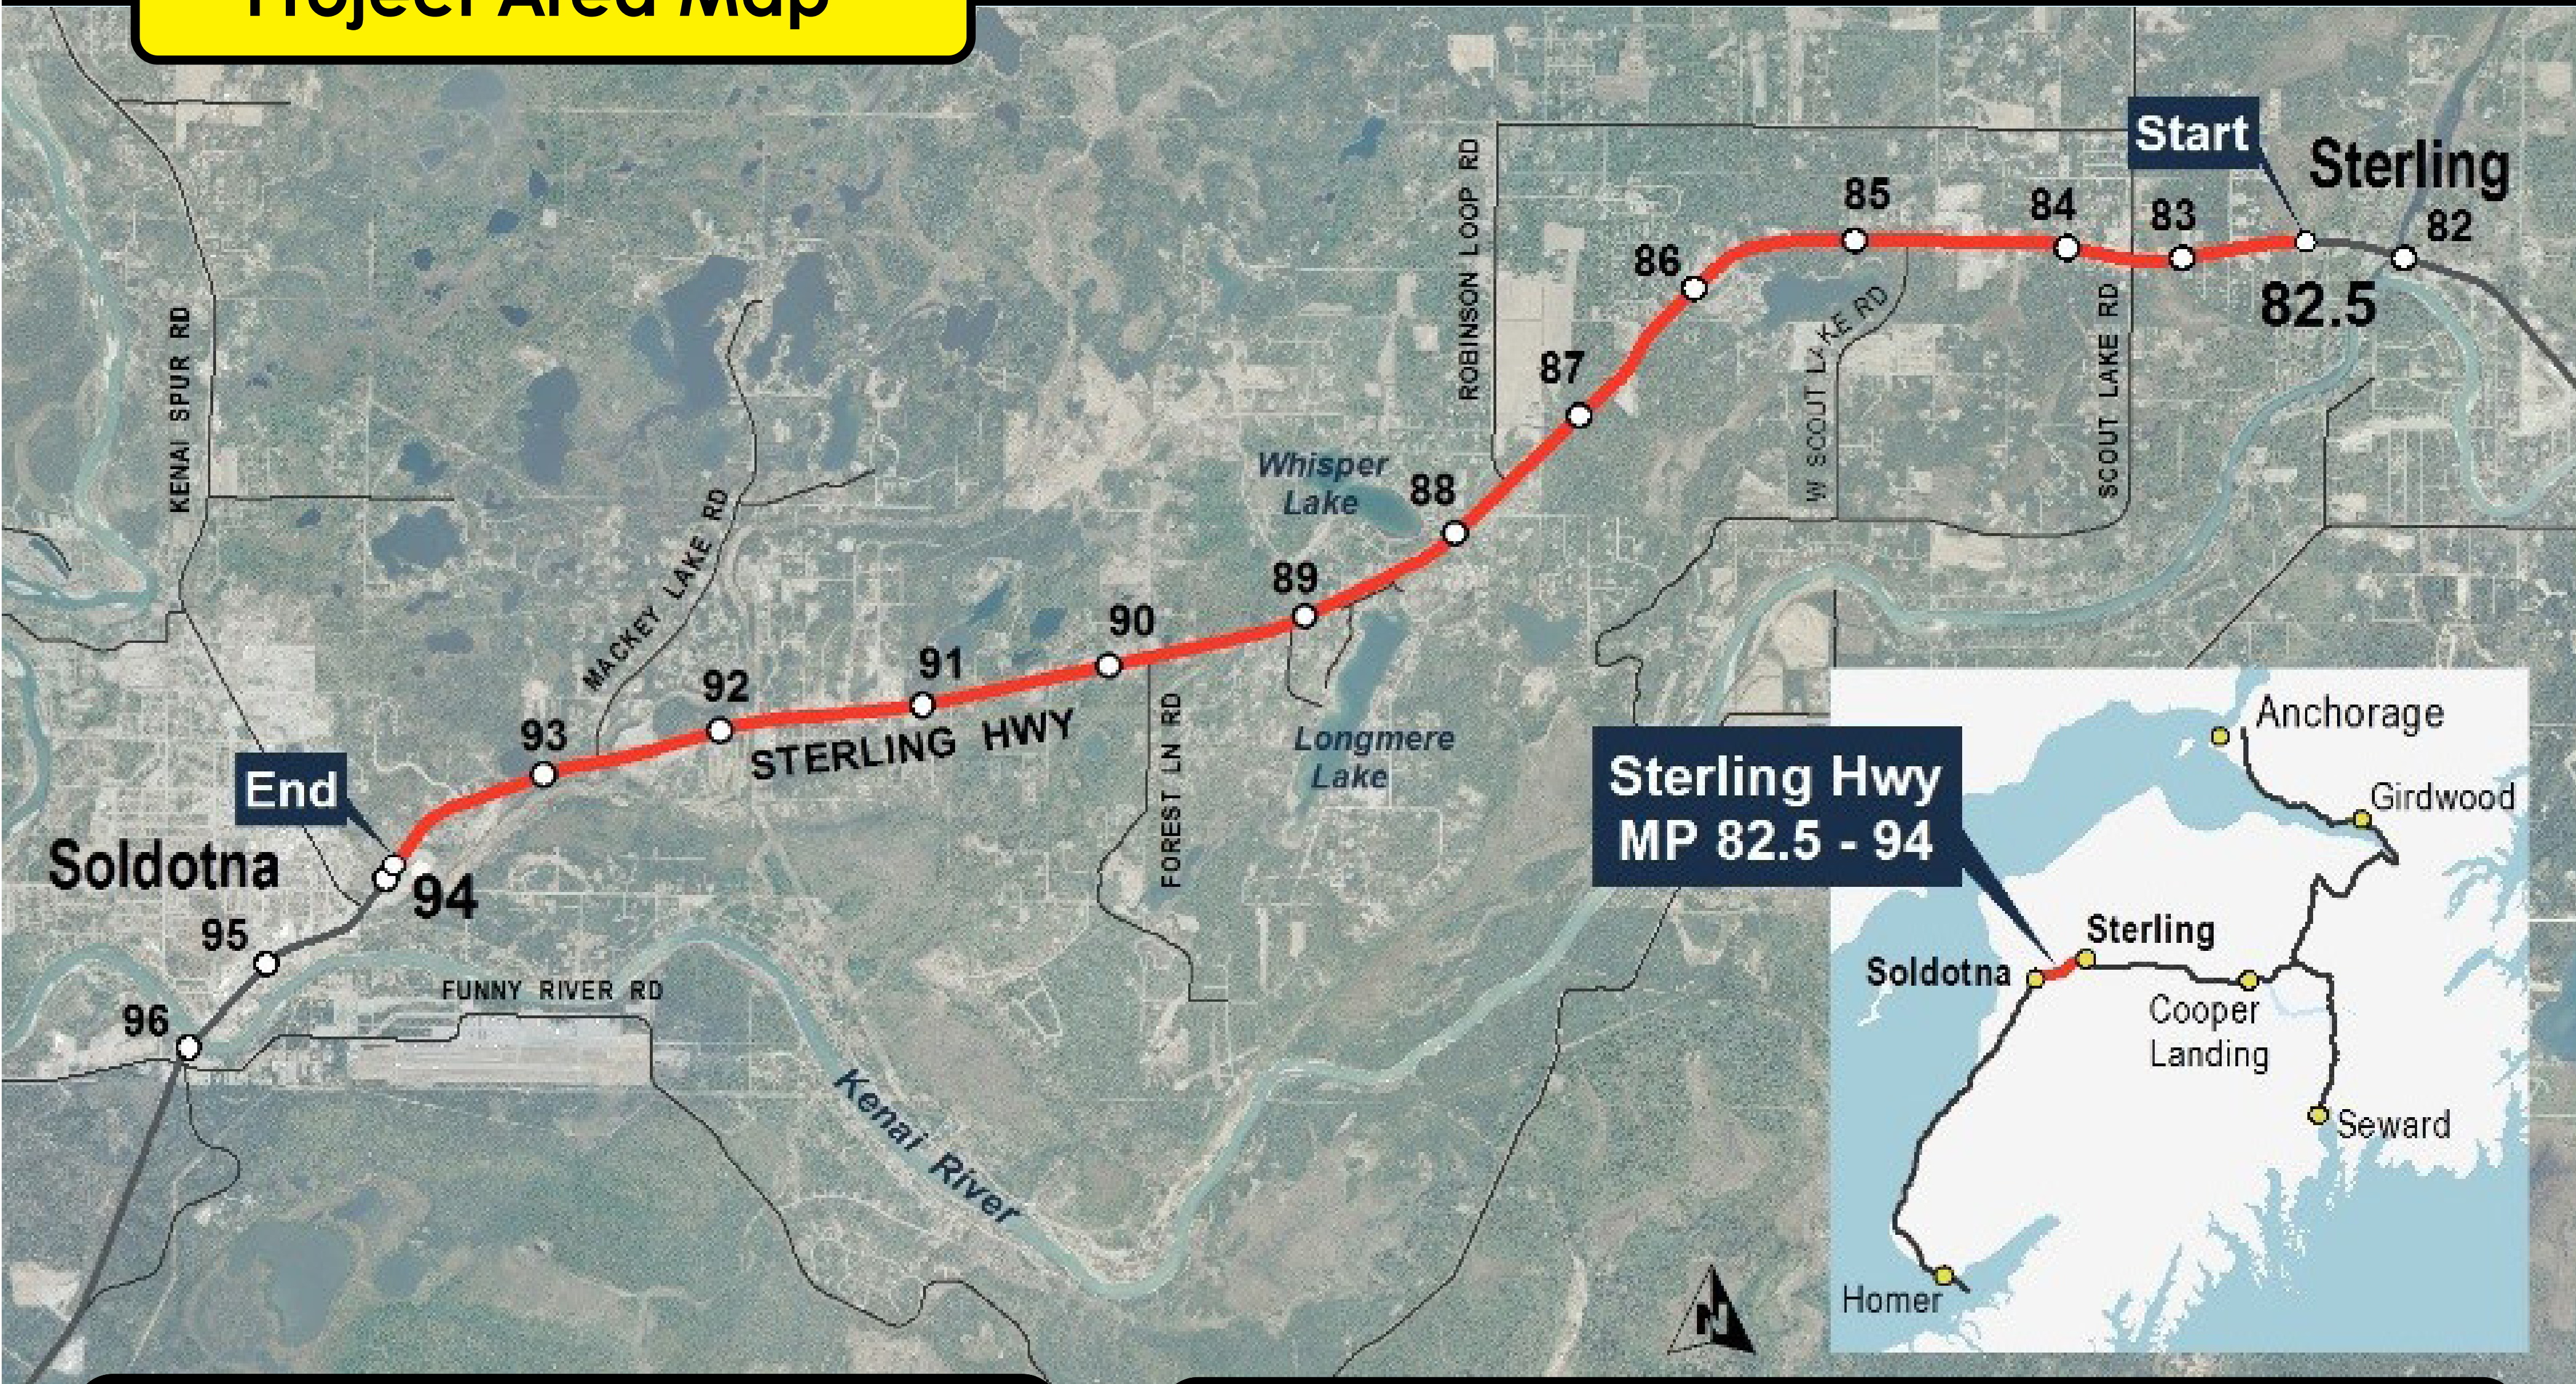 Project Area Map
Start
Sterling
82
82.5
83
84
85
86
87
88
89
90
91
92
93
94
95
96
KENAI SPUR RD
MACKEY LAKE RD
ROBINSON LOOP RD
W SCOUT LAKE RD
SCOUT LAKE RD
Whisper
Lake
Longmere
Lake
STERLING HWY
FOREST LN RD
End
Soldotna
FUNNY RIVER RD
Kenai River
N
Sterling Hwy
MP 82.5 - 94
Anchorage
Girdwood
Sterling
Soldotna
Cooper
Landing
Seward
Homer